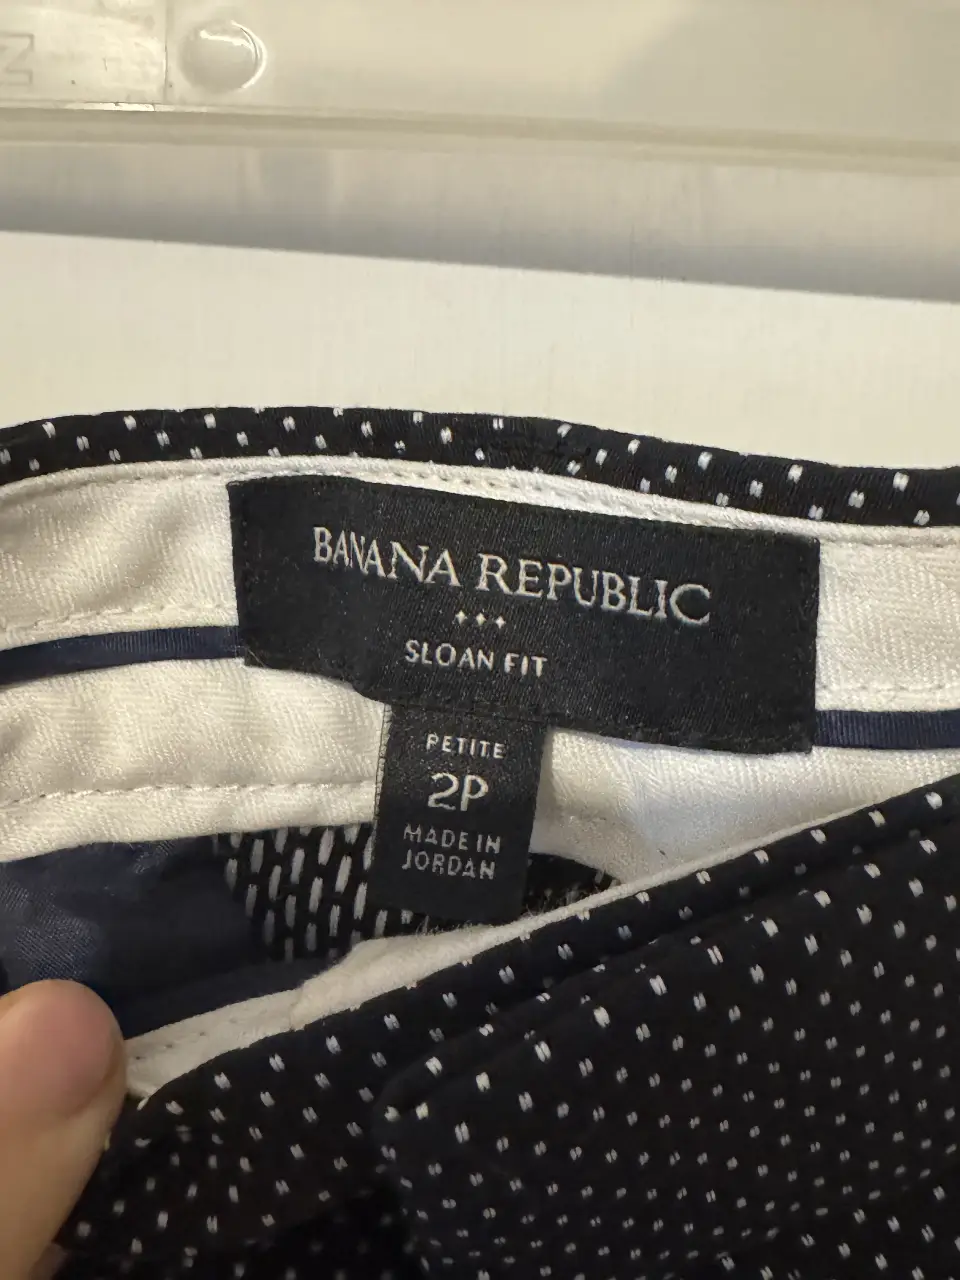 BANANA REPUBLIC
SLOAN FIT
PETITE
2P
MADE IN
JORDAN